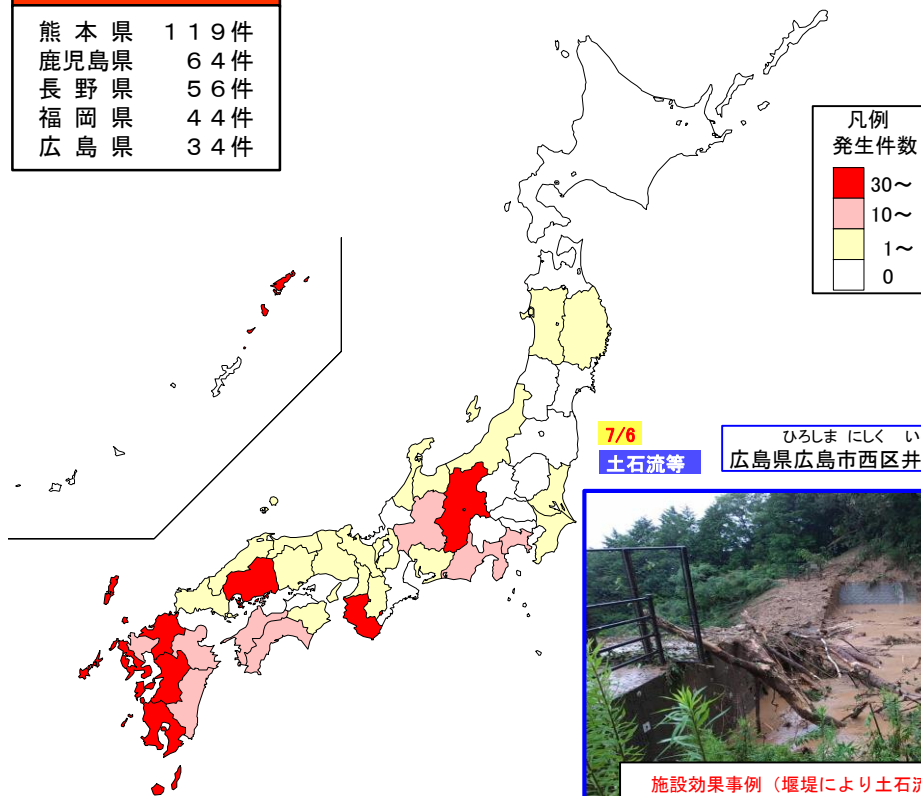 熊本県 119件
鹿児島県 64件
長野県 56件
福岡県 44件
広島県 34件
凡例
発生件数
30～
10～
1～
0
7/6
土石流等
ひろしま にしく い
広島県広島市西区井
施設効果事例（堰堤により土石流